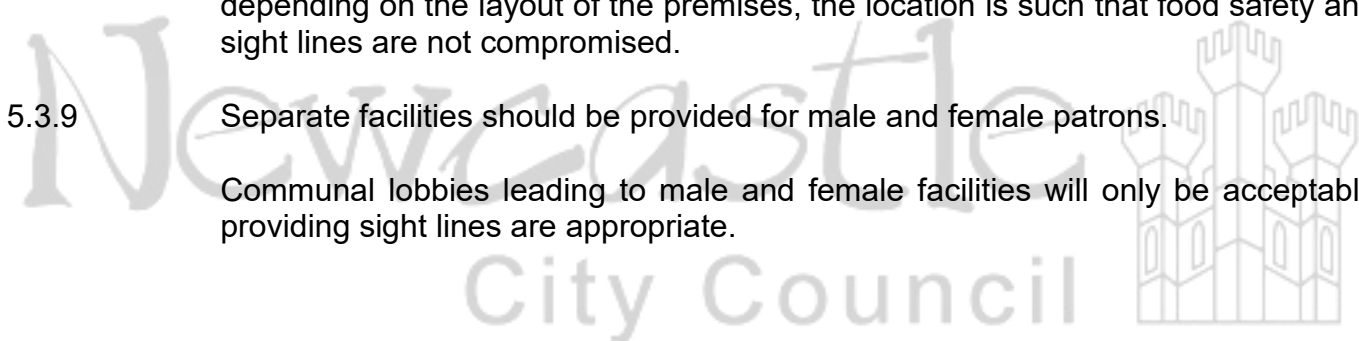 depending on the layout of the premises, the location is such that food safety an
sight lines are not compromised.
5.3.9 Separate facilities should be provided for male and female patrons.
Communal lobbies leading to male and female facilities will only be acceptabl
providing sight lines are appropriate.
Newcastle
City Council